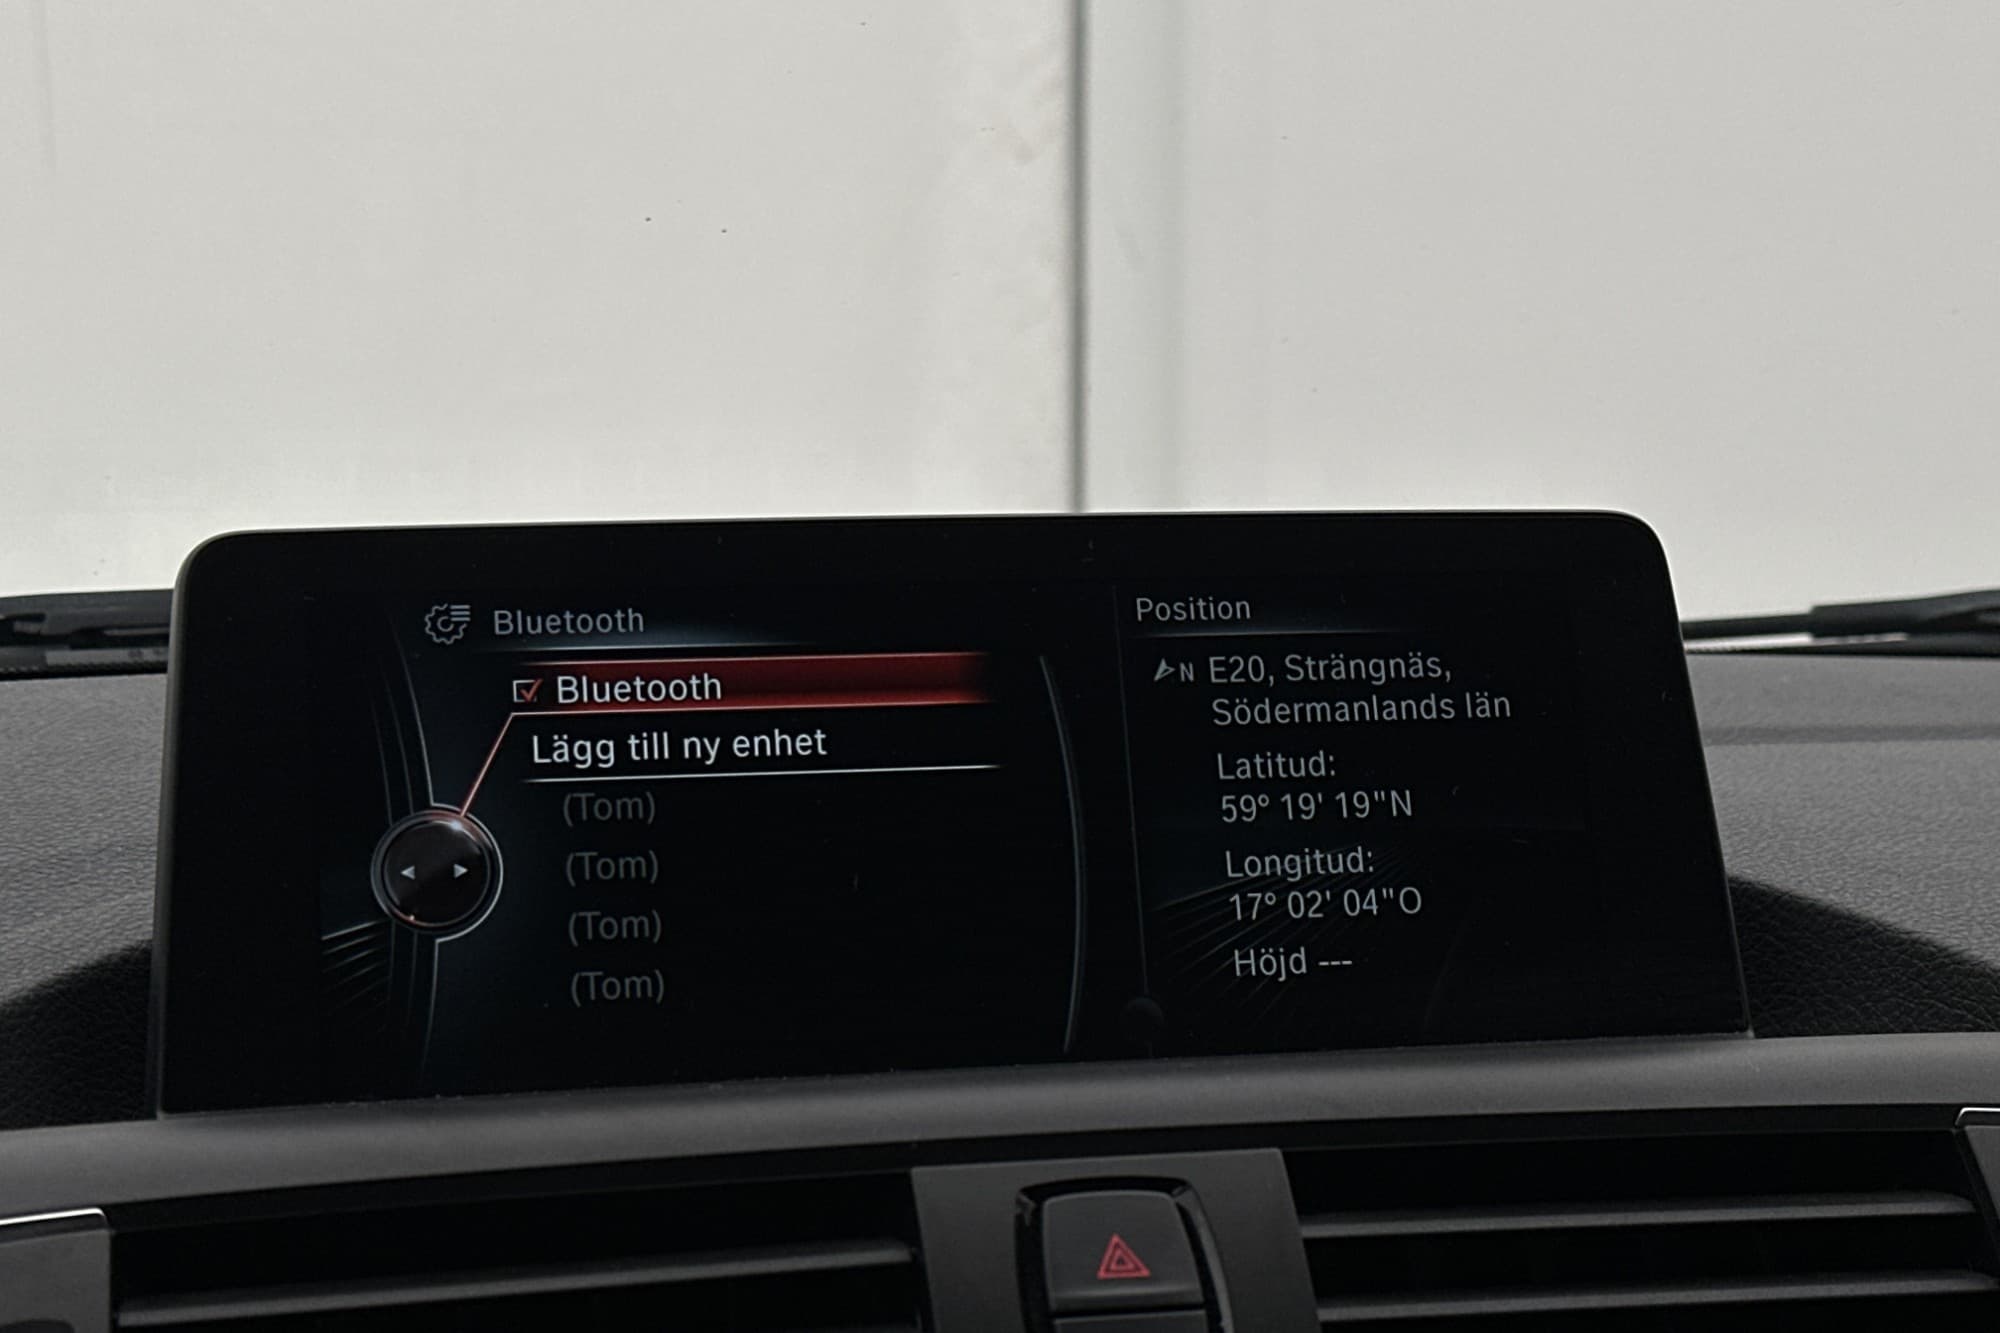 Bluetooth
Bluetooth
Lägg till ny enhet
(Tom)
(Tom)
(Tom)
(Tom)
Position
N E20, Strängnäs,
Södermanlands län
Latitud:
59° 19' 19"N
Longitud:
17° 02' 04"O
Höjd ---